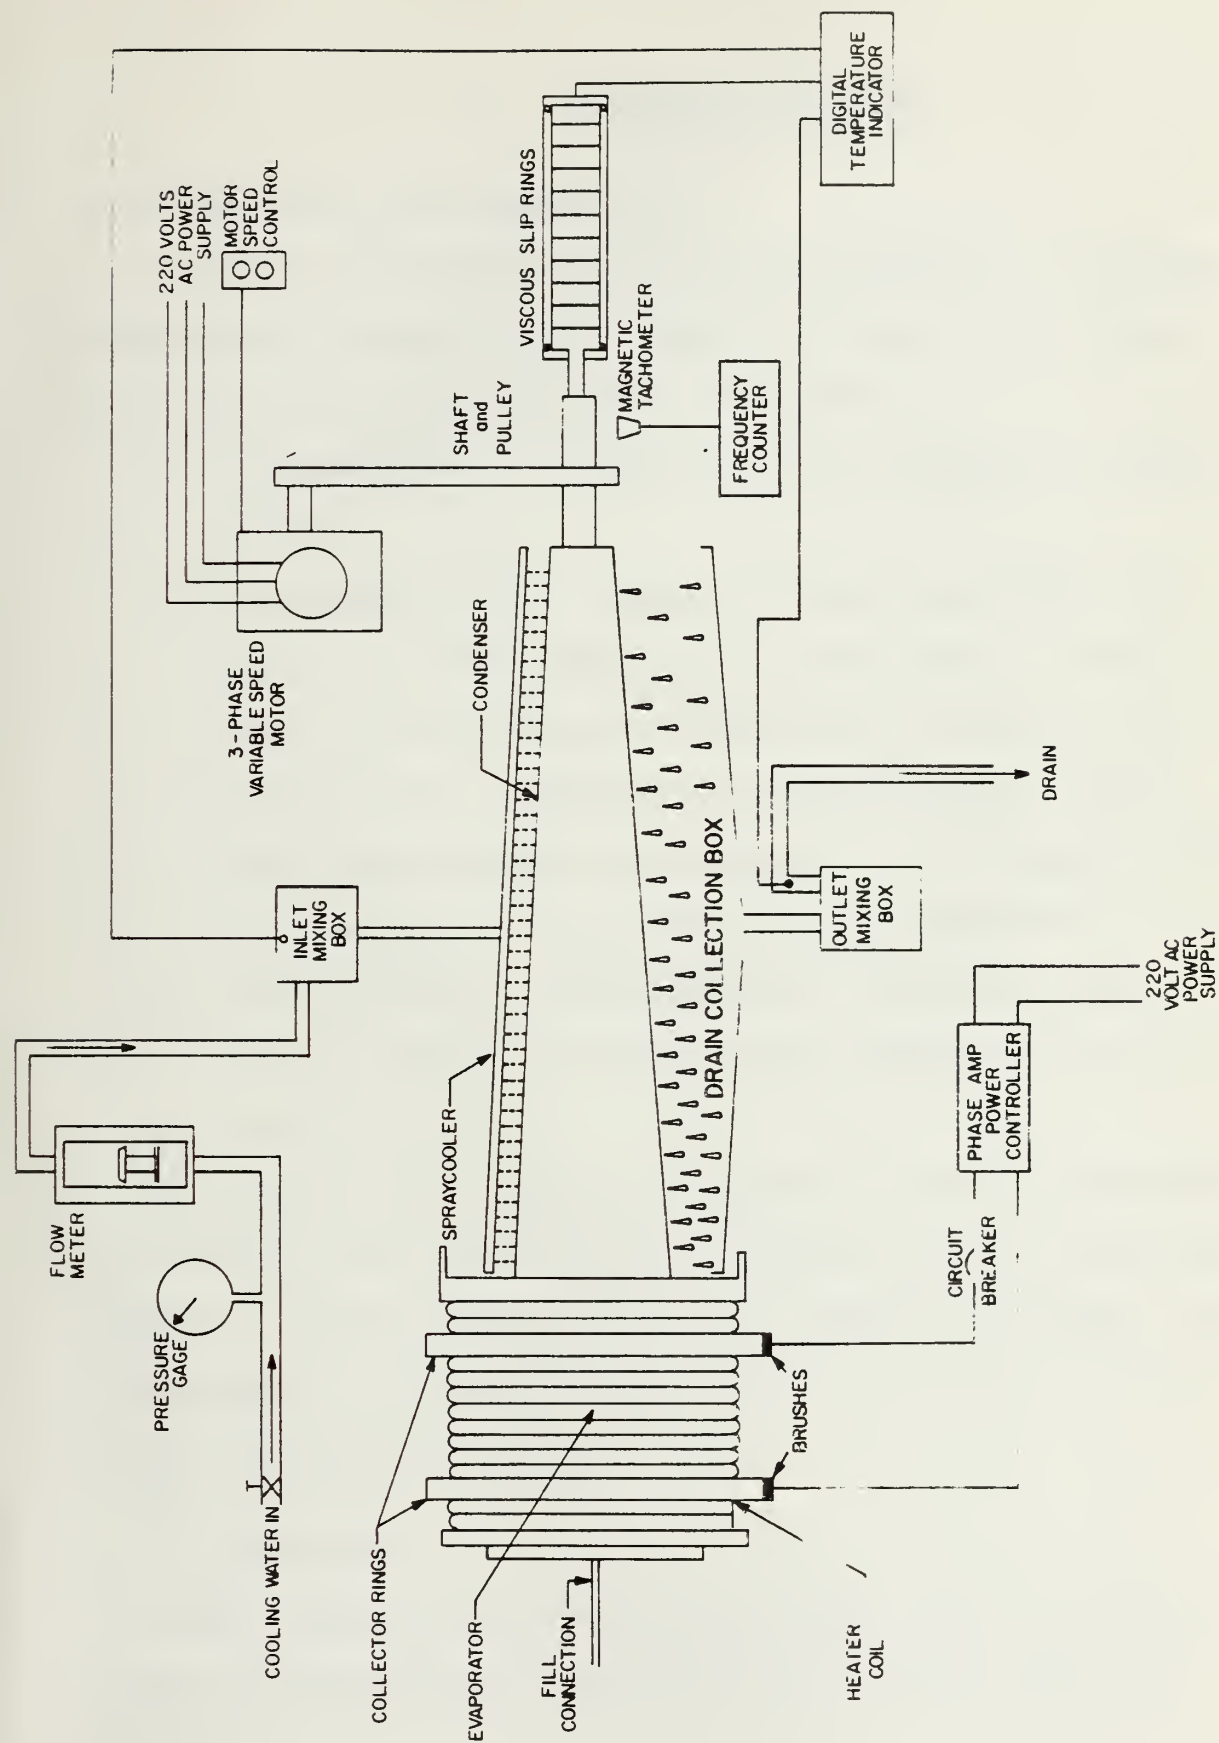 220 VOLTS
AC POWER
SUPPLY
MOTOR
SPEED
CONTROL
DIGITAL
TEMPERATURE
INDICATOR
VISCOUS SLIP RINGS
MAGNETIC
TACHOMETER
FREQUENCY
COUNTER
SHAFT
and
PULLEY
3-PHASE
VARIABLE SPEED
MOTOR
CONDENSER
INLET
MIXING
BOX
DRAIN COLLECTION BOX
OUTLET
MIXING
BOX
DRAIN
SPRAYCOOLER
FLOW
METER
PRESSURE
GAGE
COOLING WATER IN
COLLECTOR RINGS
EVAPORATOR
FILL
CONNECTION
HEATER
COIL
BRUSHES
CIRCUIT
BREAKER
PHASE AMP
POWER
CONTROLLER
220
VOLT AC
POWER
SUPPLY